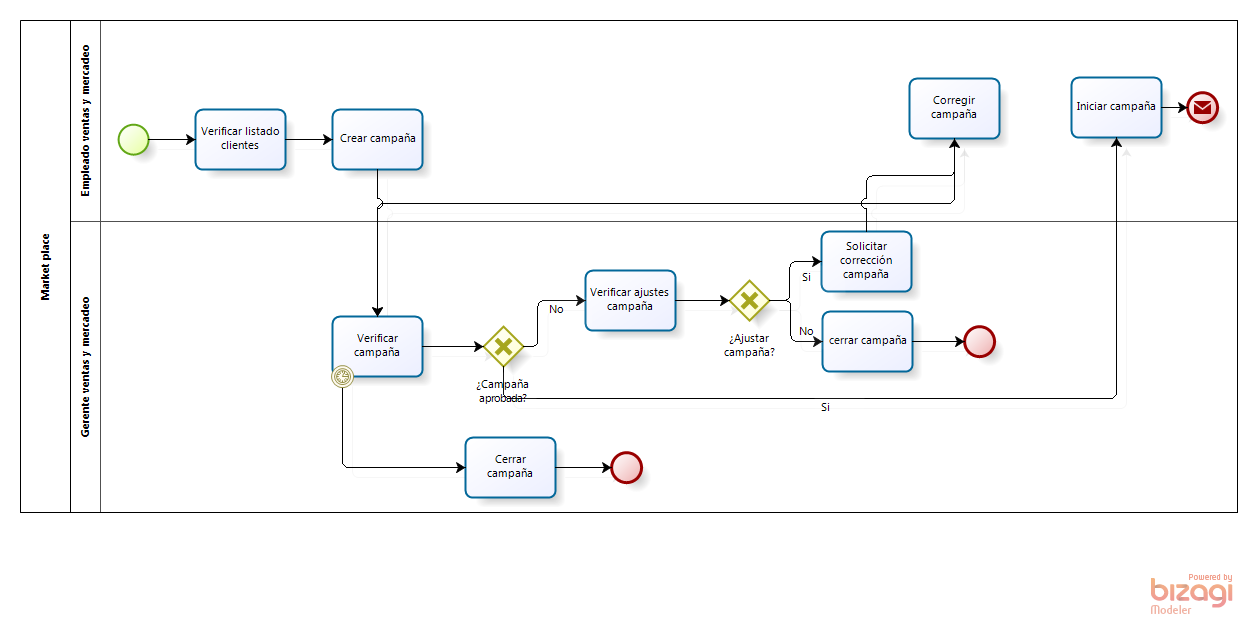 Market place
Empleado ventas y mercadeo
Verificar listado
clientes
Crear campaña
Corregir
campaña
Iniciar campaña
Gerente ventas y mercadeo
Verificar
campaña
¿Campaña
aprobada?
No
Verificar ajustes
campaña
¿Ajustar
campaña?
Si
Solicitar
corrección
campaña
No
cerrar campaña
Si
Cerrar
campaña
Powered by
bizagi
Modeler